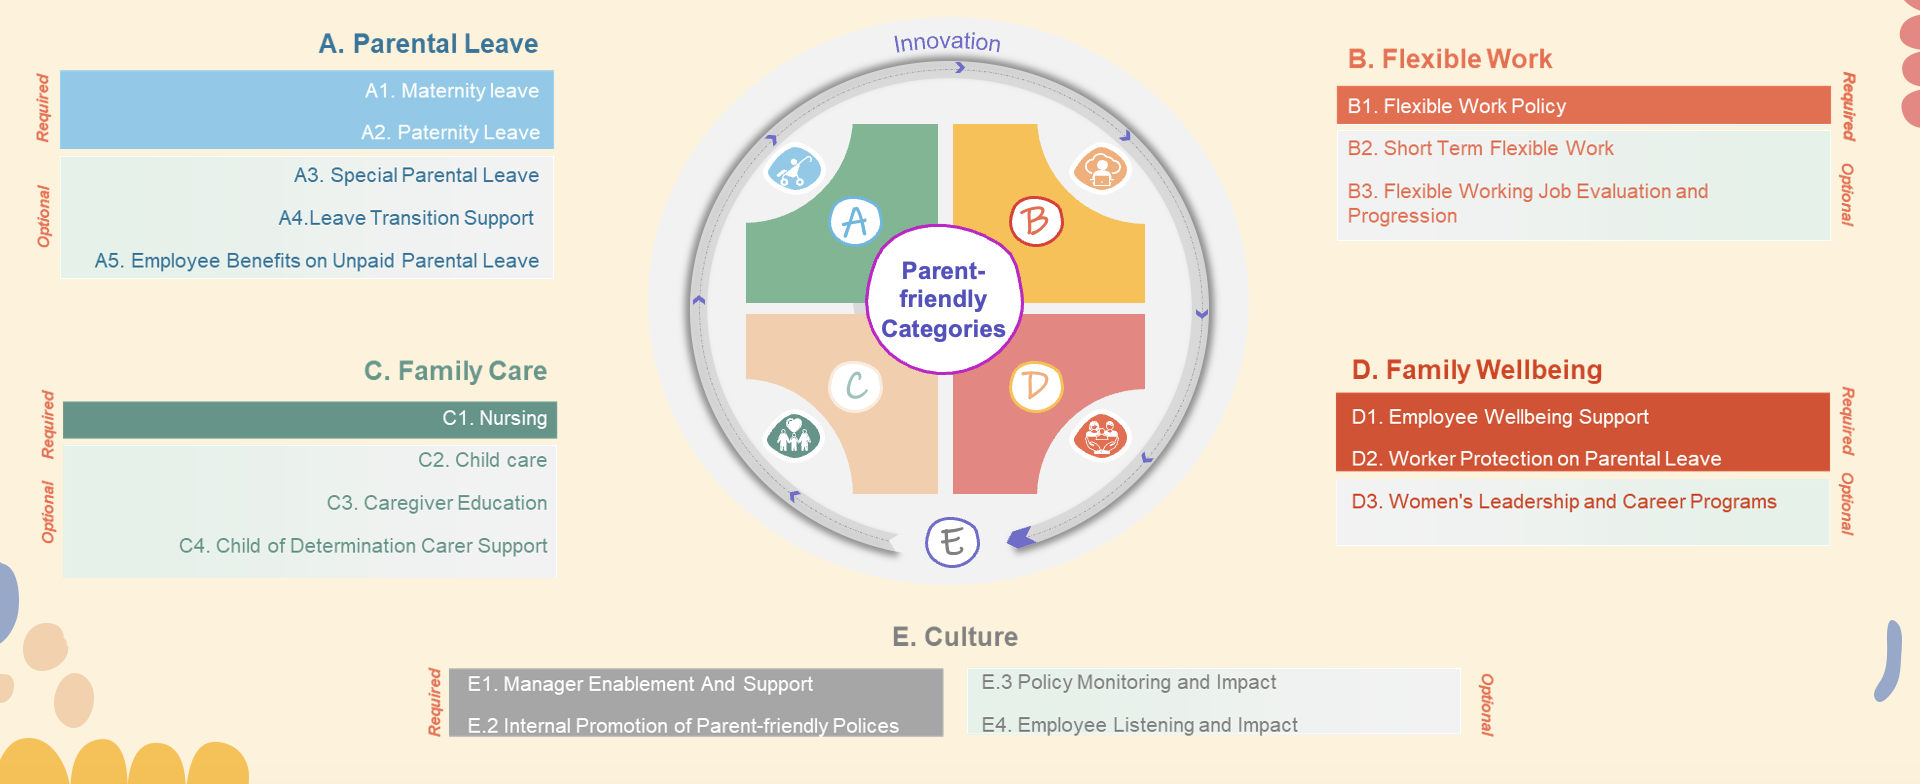 A. Parental Leave
Required
A1. Maternity leave
A2. Paternity Leave
Optional
A3. Special Parental Leave
A4.Leave Transition Support
A5. Employee Benefits on Unpaid Parental Leave
C. Family Care
Required
C1. Nursing
Optional
C2. Child care
C3. Caregiver Education
C4. Child of Determination Carer Support
Innovation
A
B
Parent-
friendly
Categories
C
D
E
B. Flexible Work
Required
B1. Flexible Work Policy
Optional
B2. Short Term Flexible Work
B3. Flexible Working Job Evaluation and
Progression
D. Family Wellbeing
Required
D1. Employee Wellbeing Support
D2. Worker Protection on Parental Leave
Optional
D3. Women's Leadership and Career Programs
E. Culture
Required
E1. Manager Enablement And Support
E.2 Internal Promotion of Parent-friendly Polices
E.3 Policy Monitoring and Impact
E4. Employee Listening and Impact
Optional